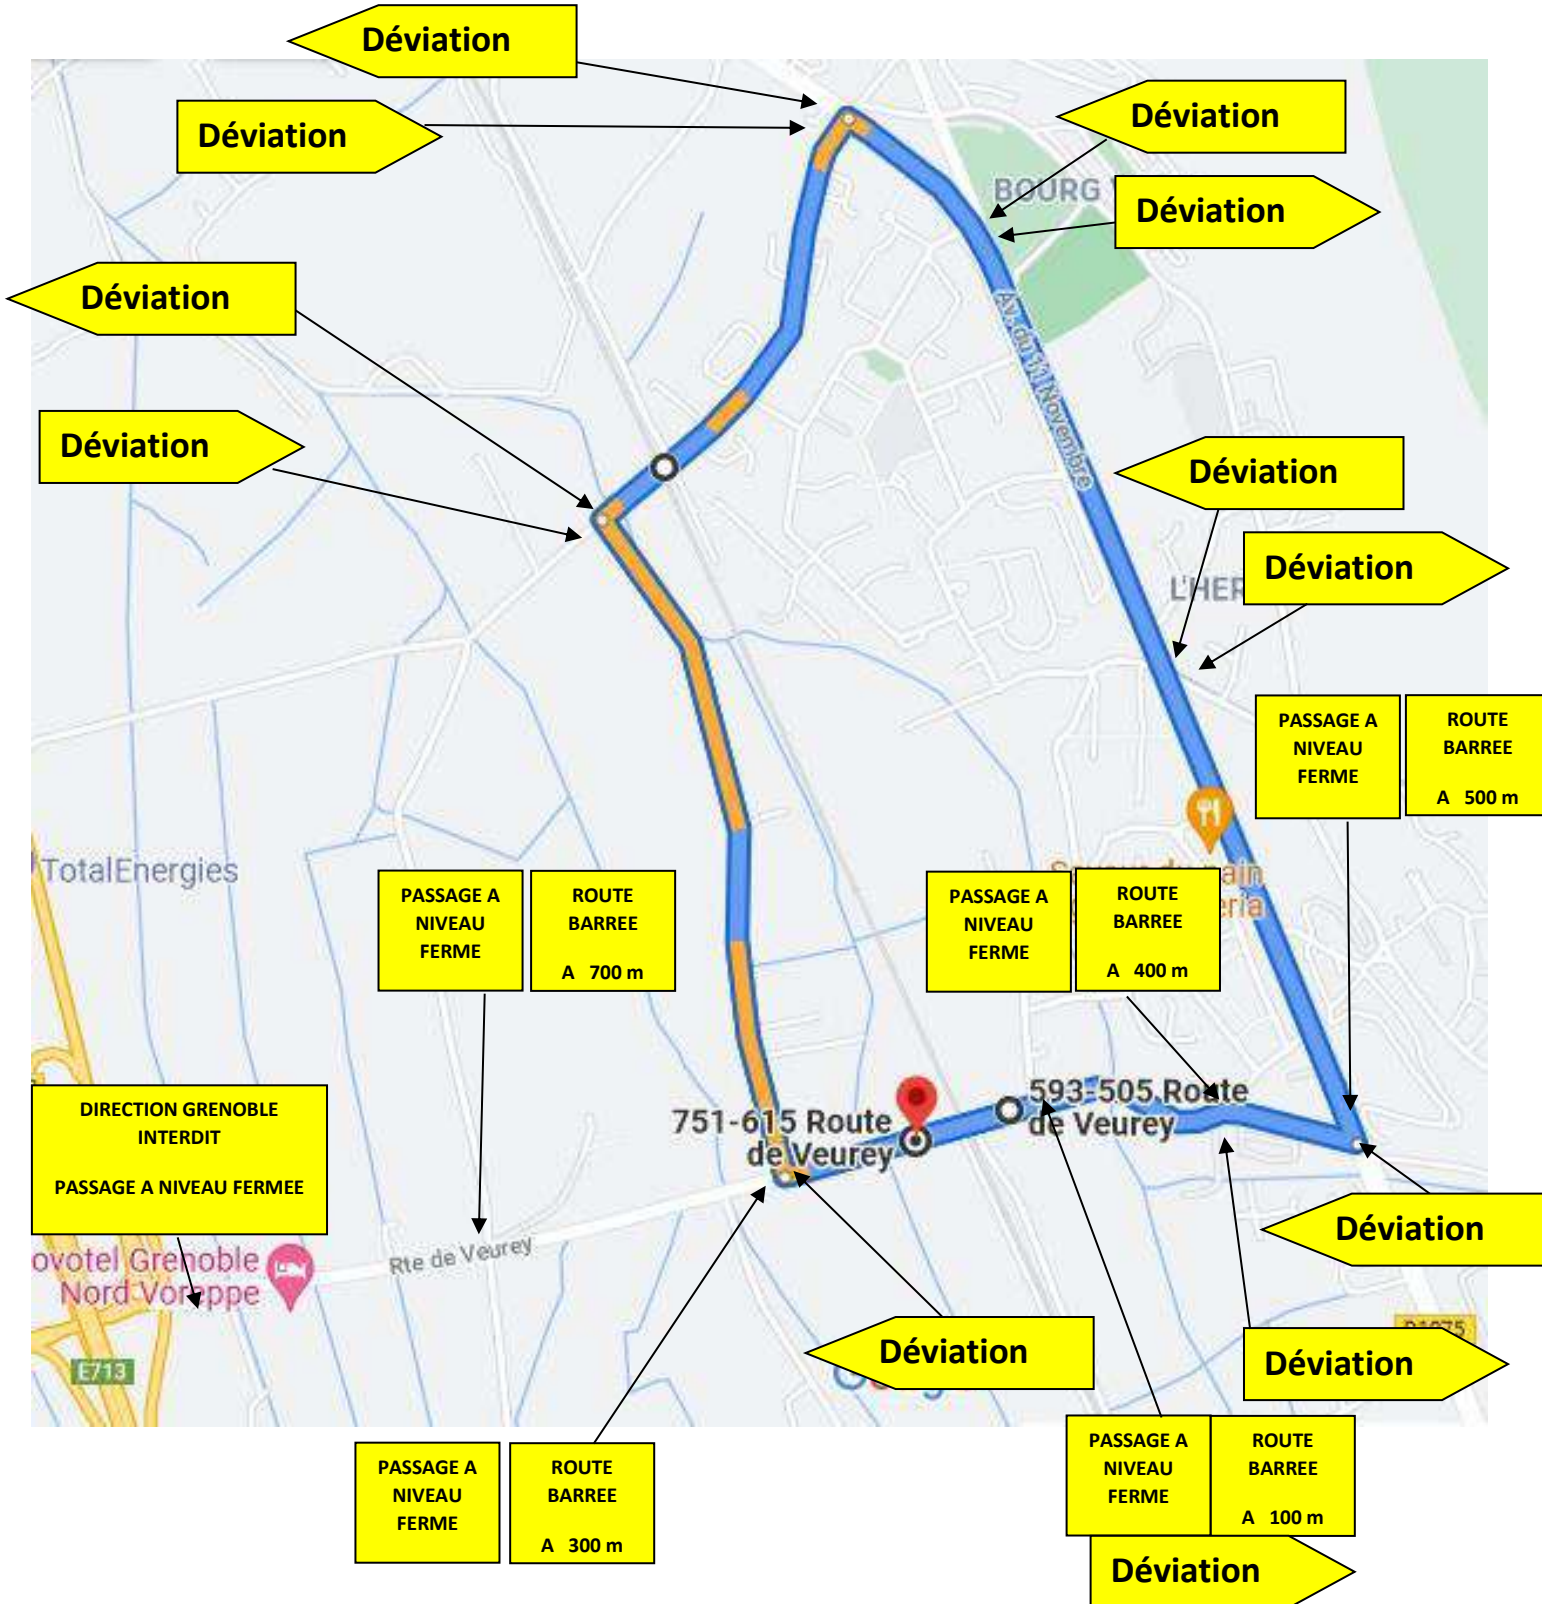 Déviation
Déviation
Déviation
BOURG
Déviation
Déviation
Av. du 11 Novembre
Déviation
Déviation
Déviation
L'HER
PASSAGE A
NIVEAU
FERME
ROUTE
BARREE
A 500 m
TotalEnergies
PASSAGE A
NIVEAU
FERME
ROUTE
BARREE
A 700 m
PASSAGE A
NIVEAU
FERME
ROUTE
BARREE
A 400 m
DIRECTION GRENOBLE
INTERDIT
PASSAGE A NIVEAU FERMEE
751-615 Route
de Veurey
593-505 Route
de Veurey
Déviation
ovotel Grenoble
Nord Voreppe
Rte de Veurey
E713
Déviation
Déviation
PASSAGE A
NIVEAU
FERME
ROUTE
BARREE
A 300 m
PASSAGE A
NIVEAU
FERME
ROUTE
BARREE
A 100 m
Déviation